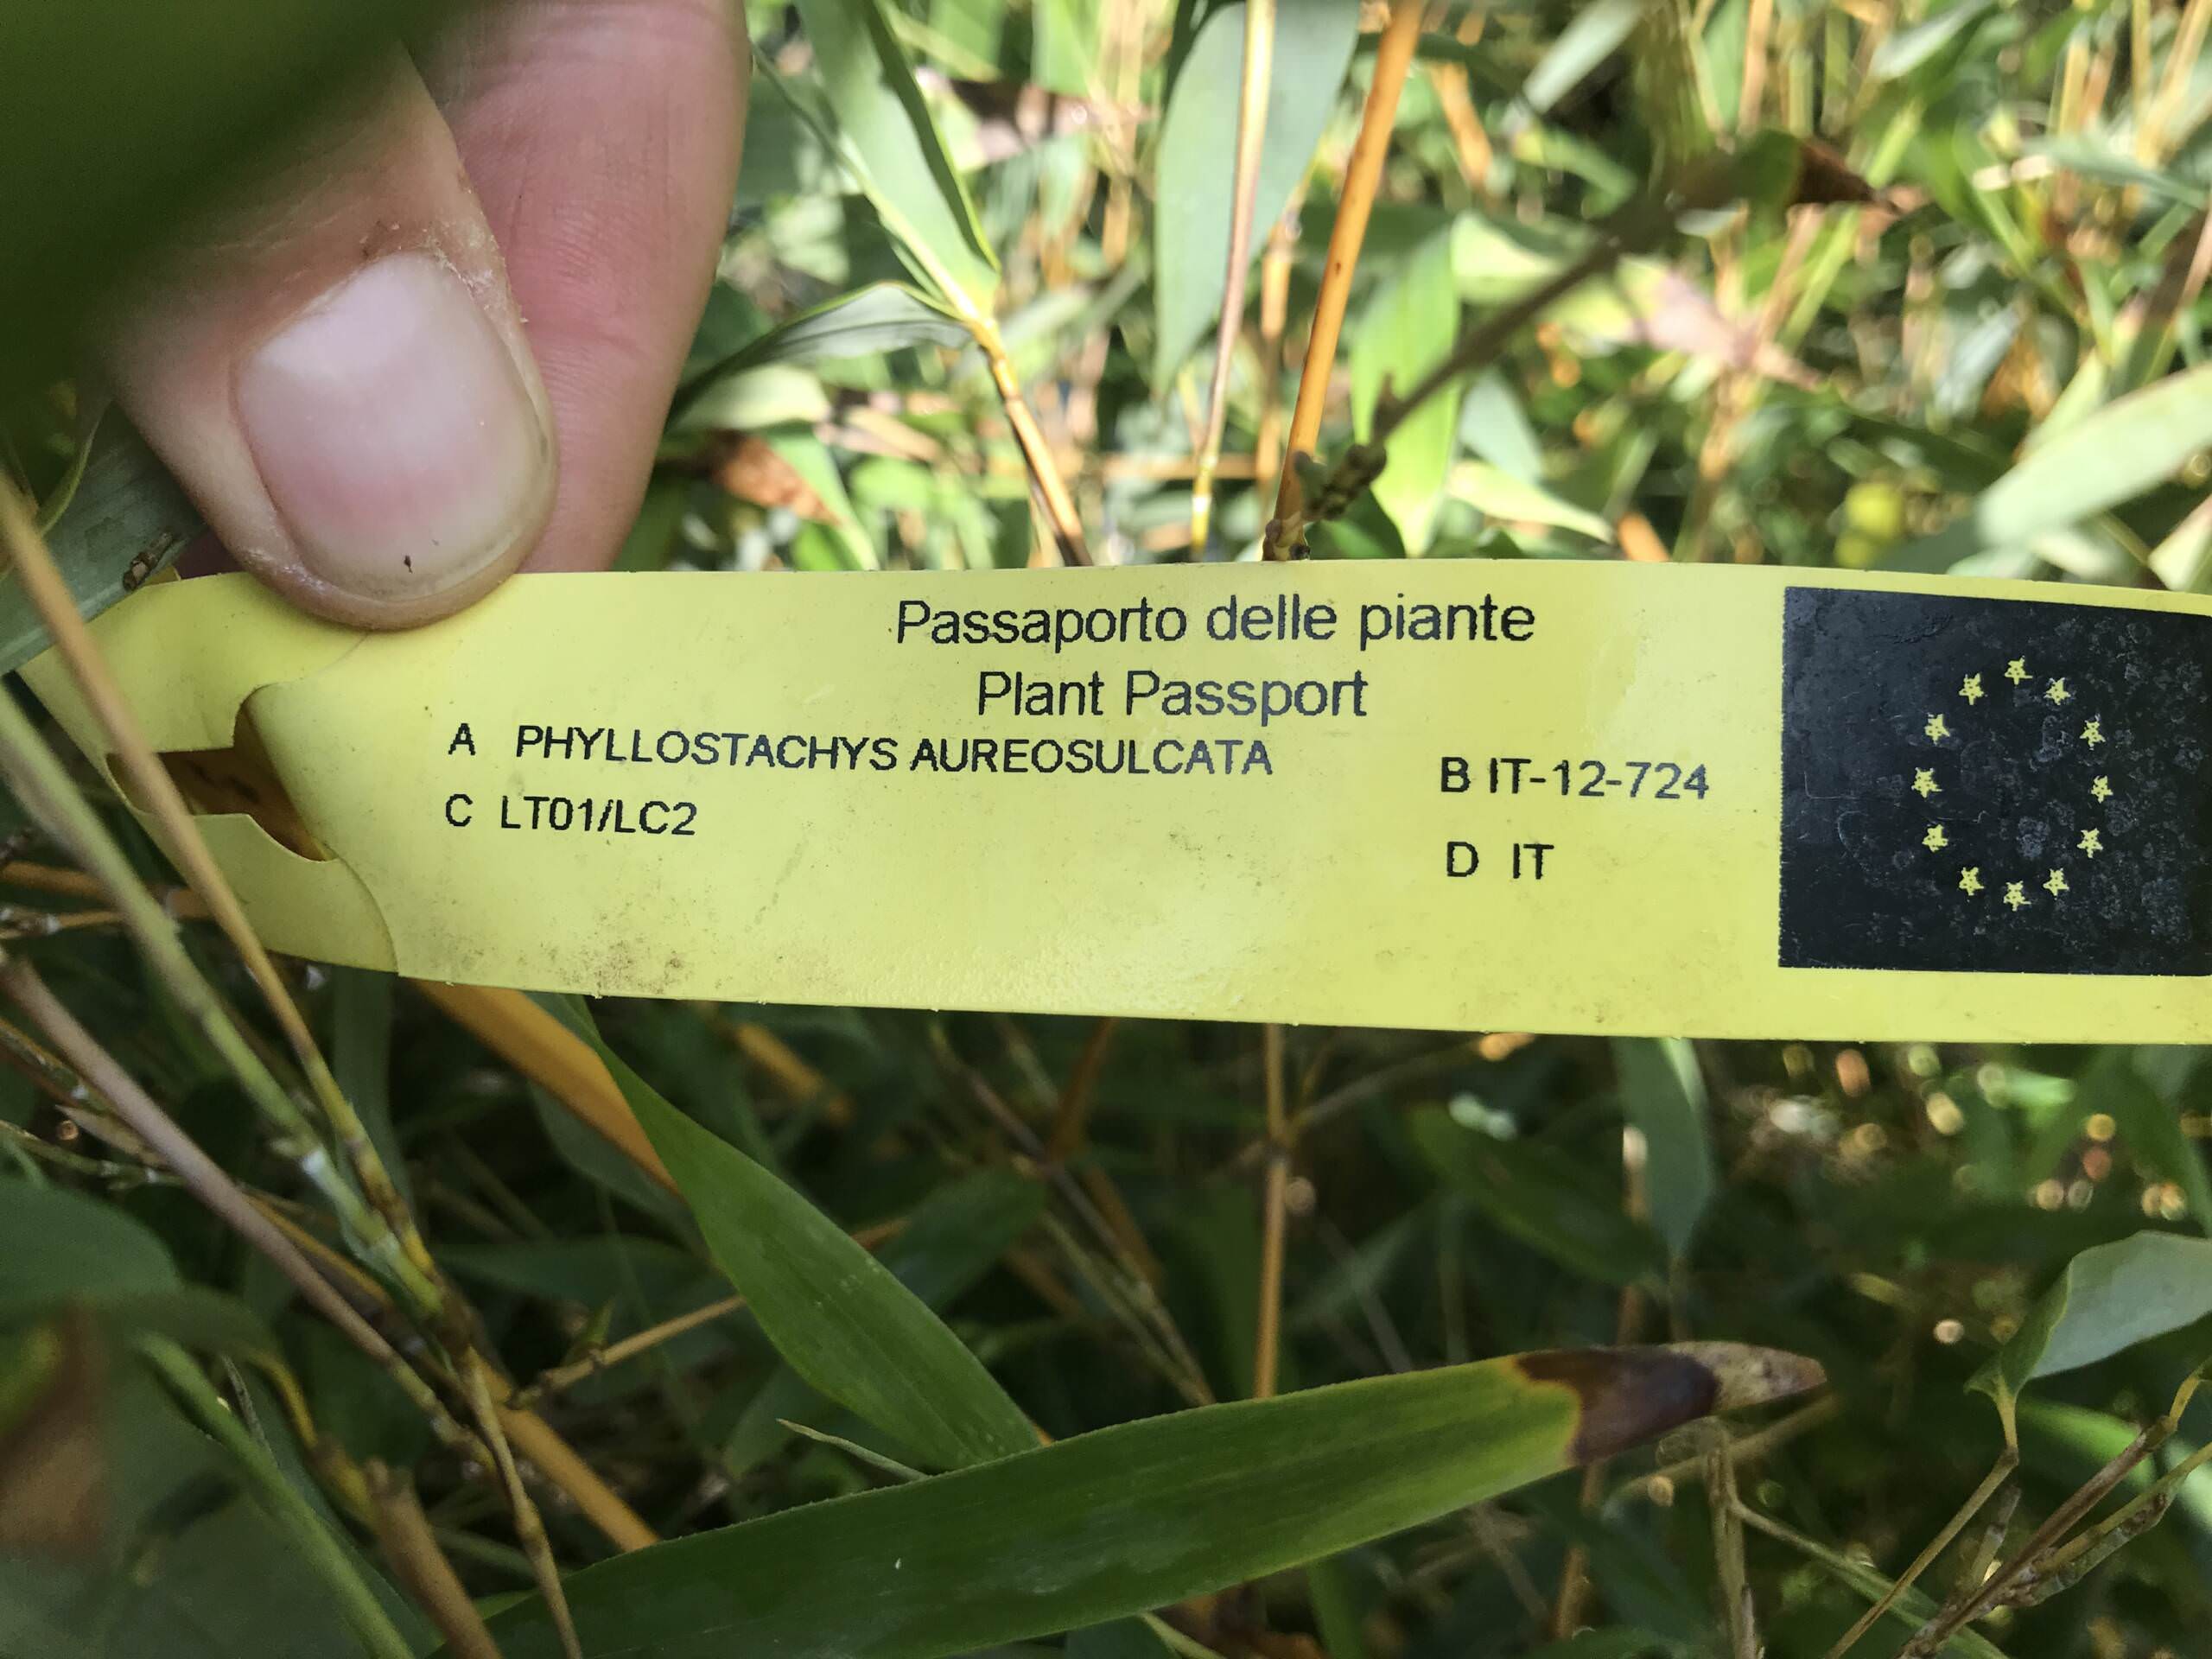 Passaporto delle piante
Plant Passport
A PHYLLOSTACHYS AUREOSULCATA
B IT-12-724
C LT01/LC2
D IT